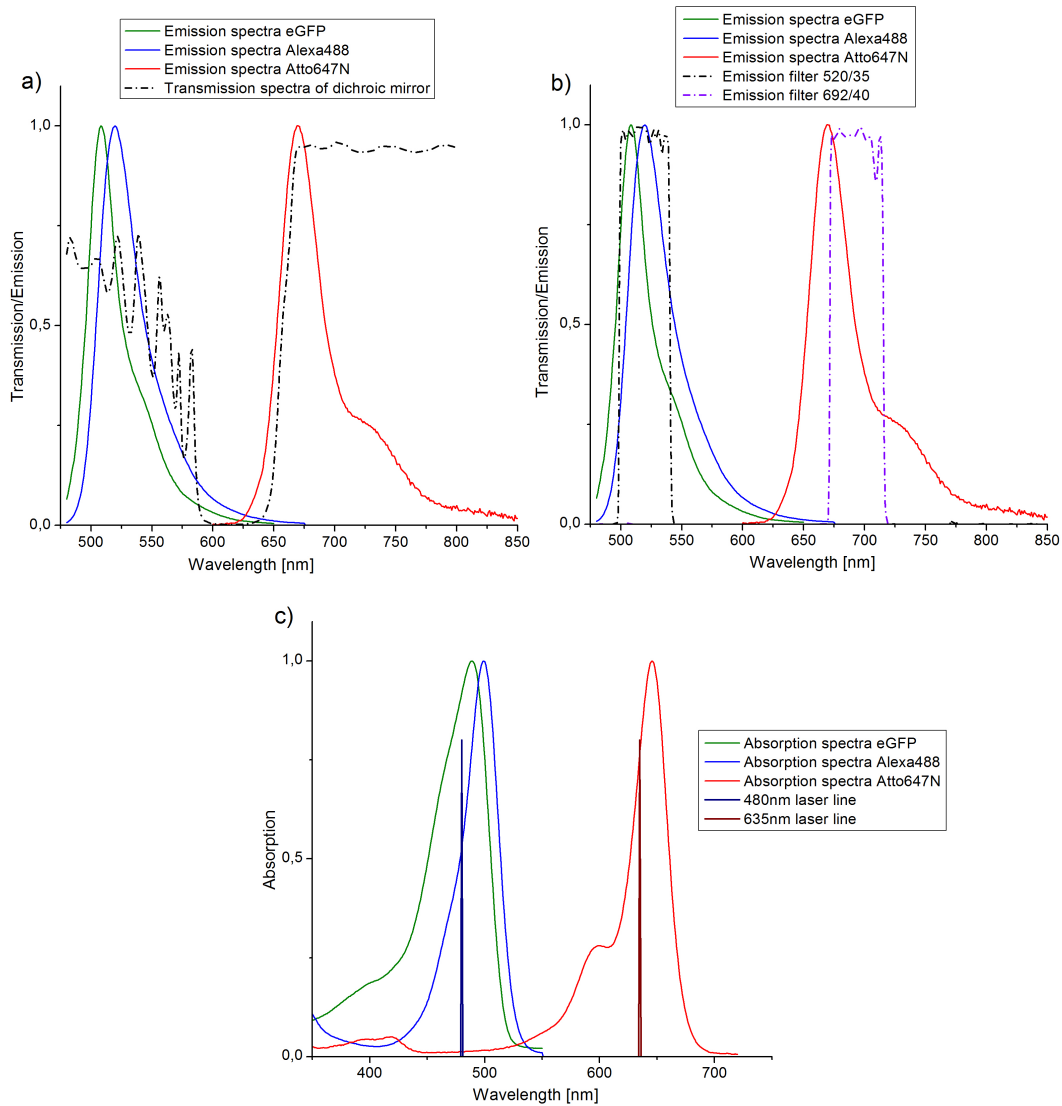 a)
Emission spectra eGFP
Emission spectra Alexa488
Emission spectra Atto647N
Transmission spectra of dichroic mirror
1,0
0,5
0,0
Transmission/Emission
500 550 600 650 700 750 800 850
Wavelength [nm]
b)
Emission spectra eGFP
Emission spectra Alexa488
Emission spectra Atto647N
Emission filter 520/35
Emission filter 692/40
1,0
0,5
0,0
Transmission/Emission
500 550 600 650 700 750 800 850
Wavelength [nm]
c)
1,0
0,5
0,0
Absorption
400 500 600 700
Wavelength [nm]
Absorption spectra eGFP
Absorption spectra Alexa488
Absorption spectra Atto647N
480nm laser line
635nm laser line